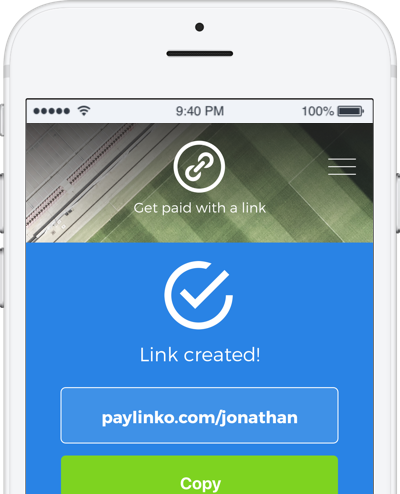 9:40 PM 100%
Get paid with a link
Link created!
paylinko.com/jonathan
Copy